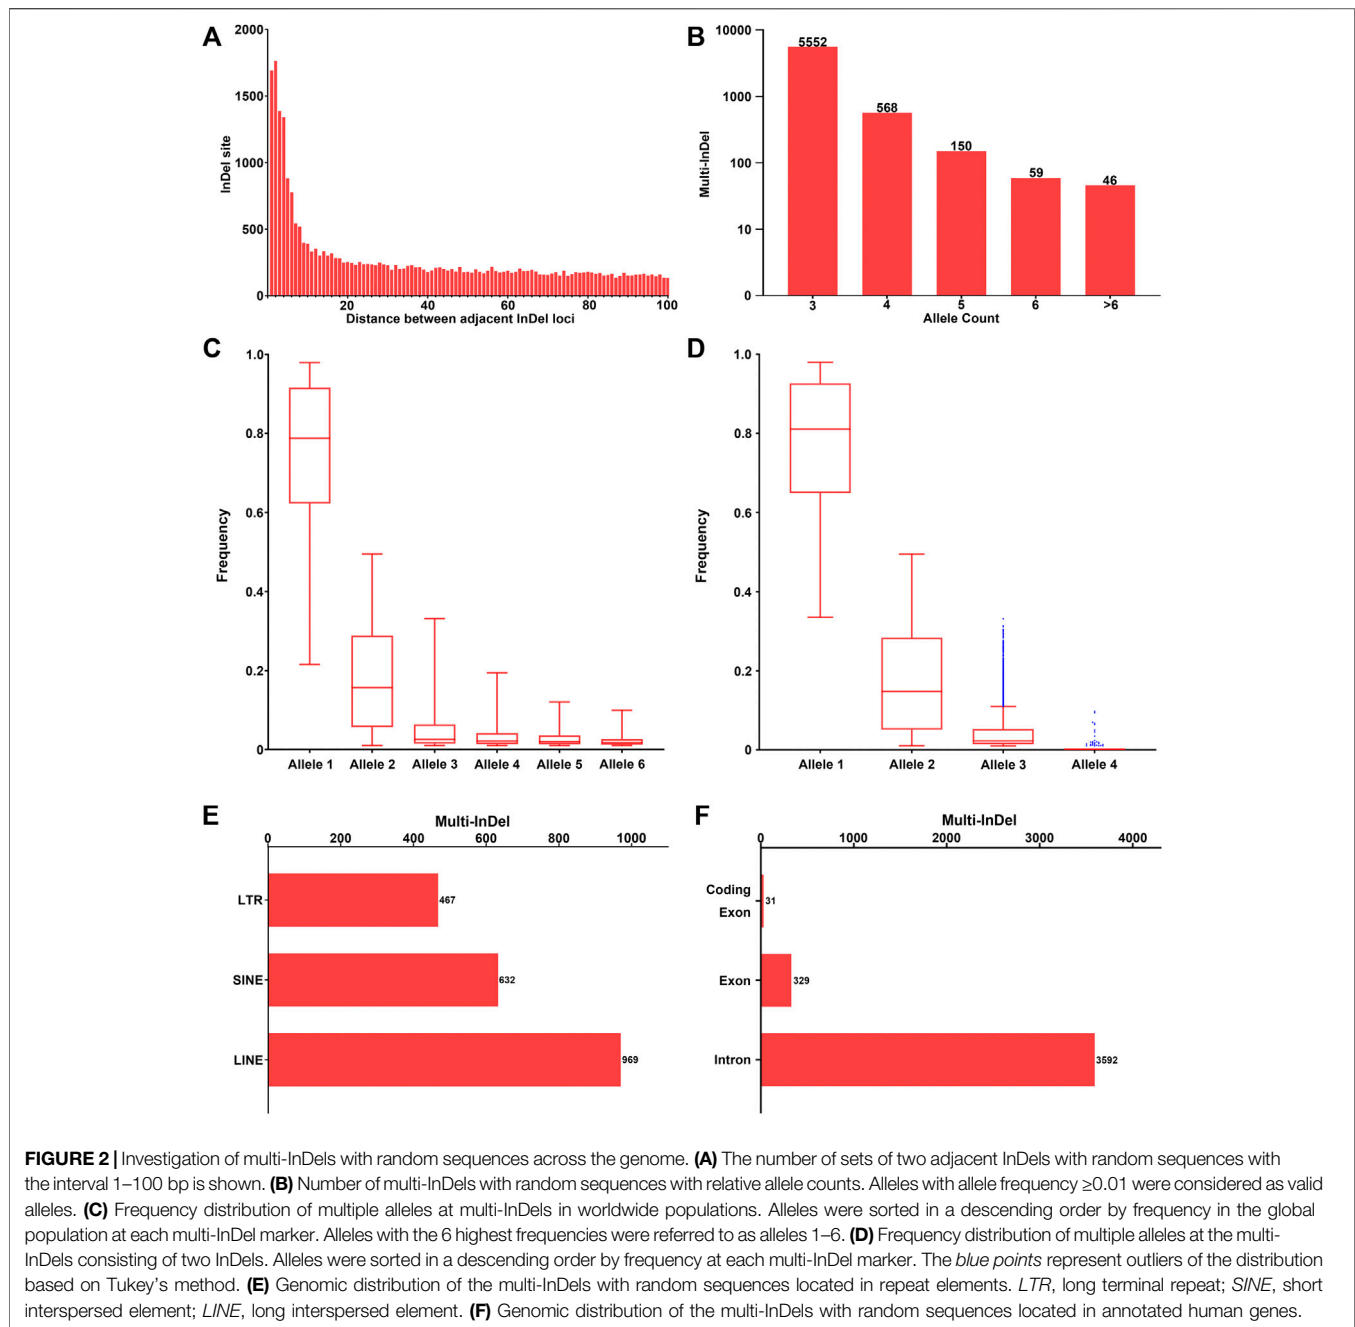 A
2000
1500
1000
500
0
InDel site
20
40
60
80
100
Distance between adjacent InDel loci
B
10000
1000
100
10
0
Multi-InDel
5552
568
150
59
46
3
4
5
6
>6
Allele Count
C
1.0
0.8
0.6
0.4
0.2
0
Frequency
Allele 1
Allele 2
Allele 3
Allele 4
Allele 5
Allele 6
D
1.0
0.8
0.6
0.4
0.2
0
Frequency
Allele 1
Allele 2
Allele 3
Allele 4
E
Multi-InDel
0
200
400
600
800
1000
LTR
467
SINE
632
LINE
969
F
Multi-InDel
0
1000
2000
3000
4000
Coding
Exon
31
Exon
329
Intron
3592
FIGURE 2 | Investigation of multi-InDels with random sequences across the genome. (A) The number of sets of two adjacent InDels with random sequences with
the interval 1–100 bp is shown. (B) Number of multi-InDels with random sequences with relative allele counts. Alleles with allele frequency ≥0.01 were considered as valid
alleles. (C) Frequency distribution of multiple alleles at multi-InDels in worldwide populations. Alleles were sorted in a descending order by frequency in the global
population at each multi-InDel marker. Alleles with the 6 highest frequencies were referred to as alleles 1–6. (D) Frequency distribution of multiple alleles at the multi-
InDels consisting of two InDels. Alleles were sorted in a descending order by frequency at each multi-InDel marker. The blue points represent outliers of the distribution
based on Tukey's method. (E) Genomic distribution of the multi-InDels with random sequences located in repeat elements. LTR, long terminal repeat; SINE, short
interspersed element; LINE, long interspersed element. (F) Genomic distribution of the multi-InDels with random sequences located in annotated human genes.